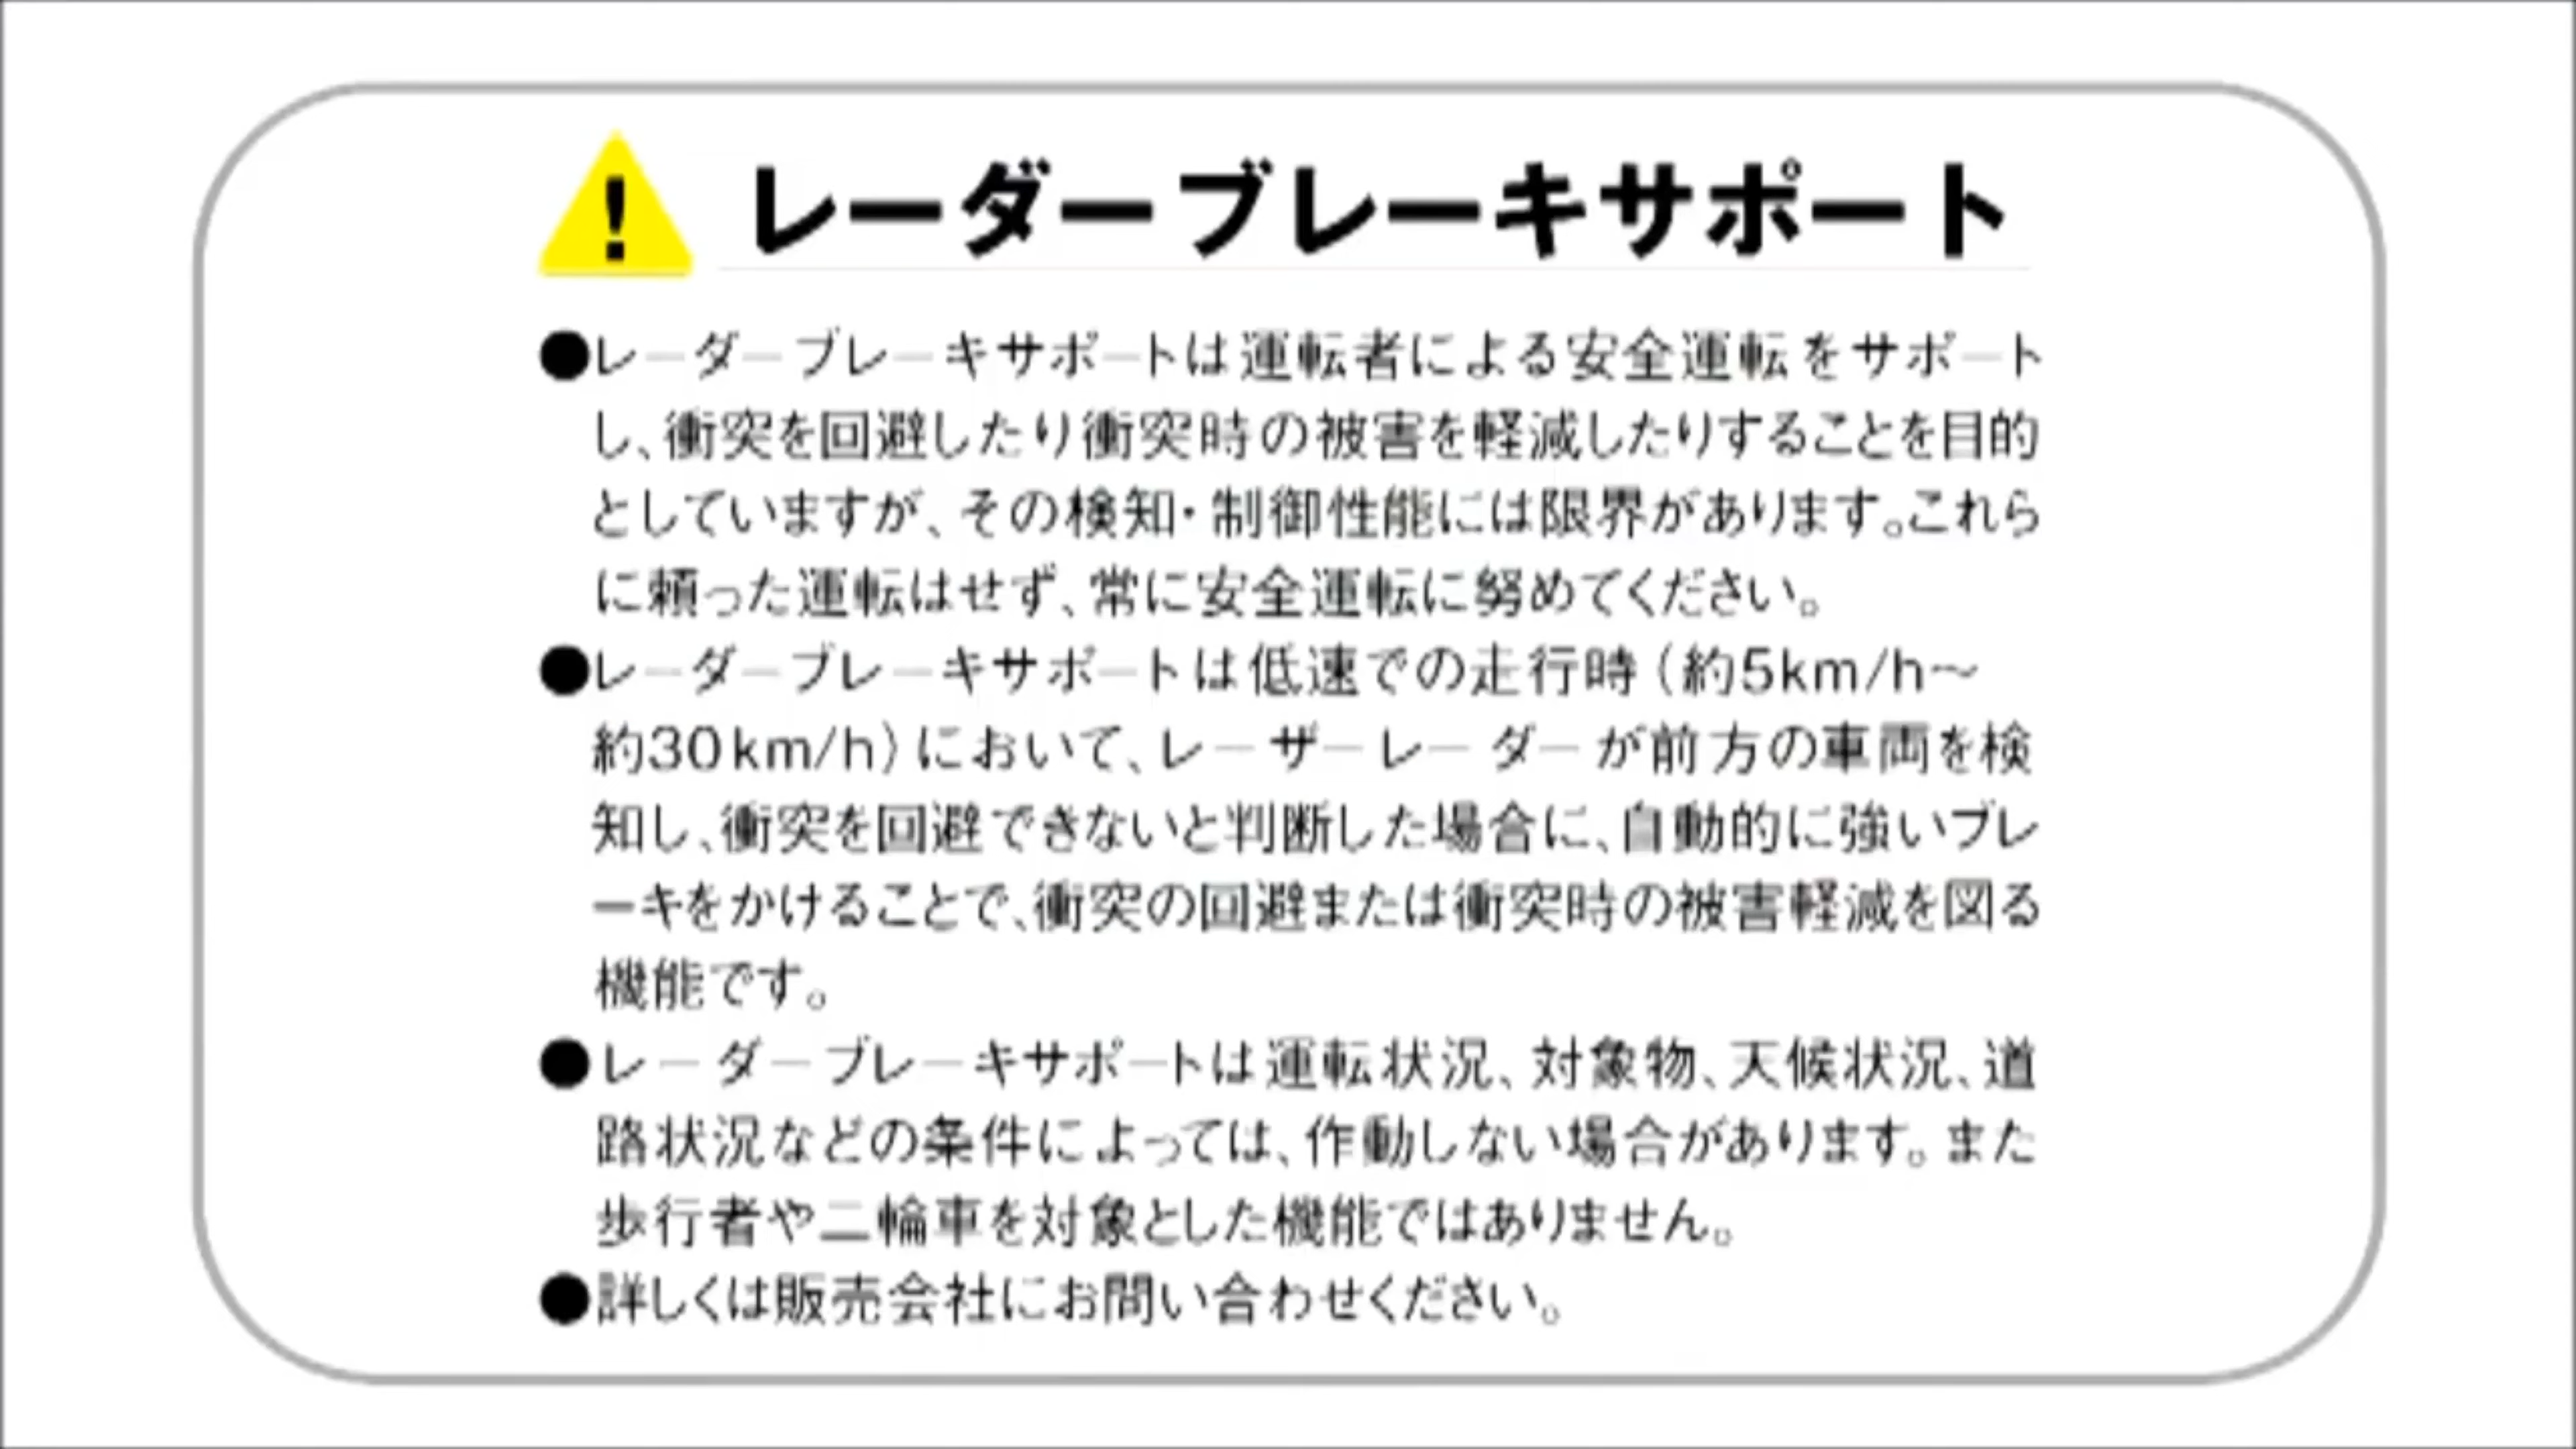 ! レーダーブレーキサポート
●レーダーブレーキサポートは運転者による安全運転をサポート
し、衝突を回避したり衝突時の被害を軽減したりすることを目的
としていますが、その検知・制御性能には限界があります。これら
に頼った運転はせず、常に安全運転に努めてください。
●レーダーブレーキサポートは低速での走行時（約5km/h～
約30km/h）において、レーザーレーダーが前方の車両を検
知し、衝突を回避できないと判断した場合に、自動的に強いブレ
ーキをかけることで、衝突の回避または衝突時の被害軽減を図る
機能です。
●レーダーブレーキサポートは運転状況、対象物、天候状況、道
路状況などの条件によっては、作動しない場合があります。また
歩行者や二輪車を対象とした機能ではありません。
●詳しくは販売会社にお問い合わせください。